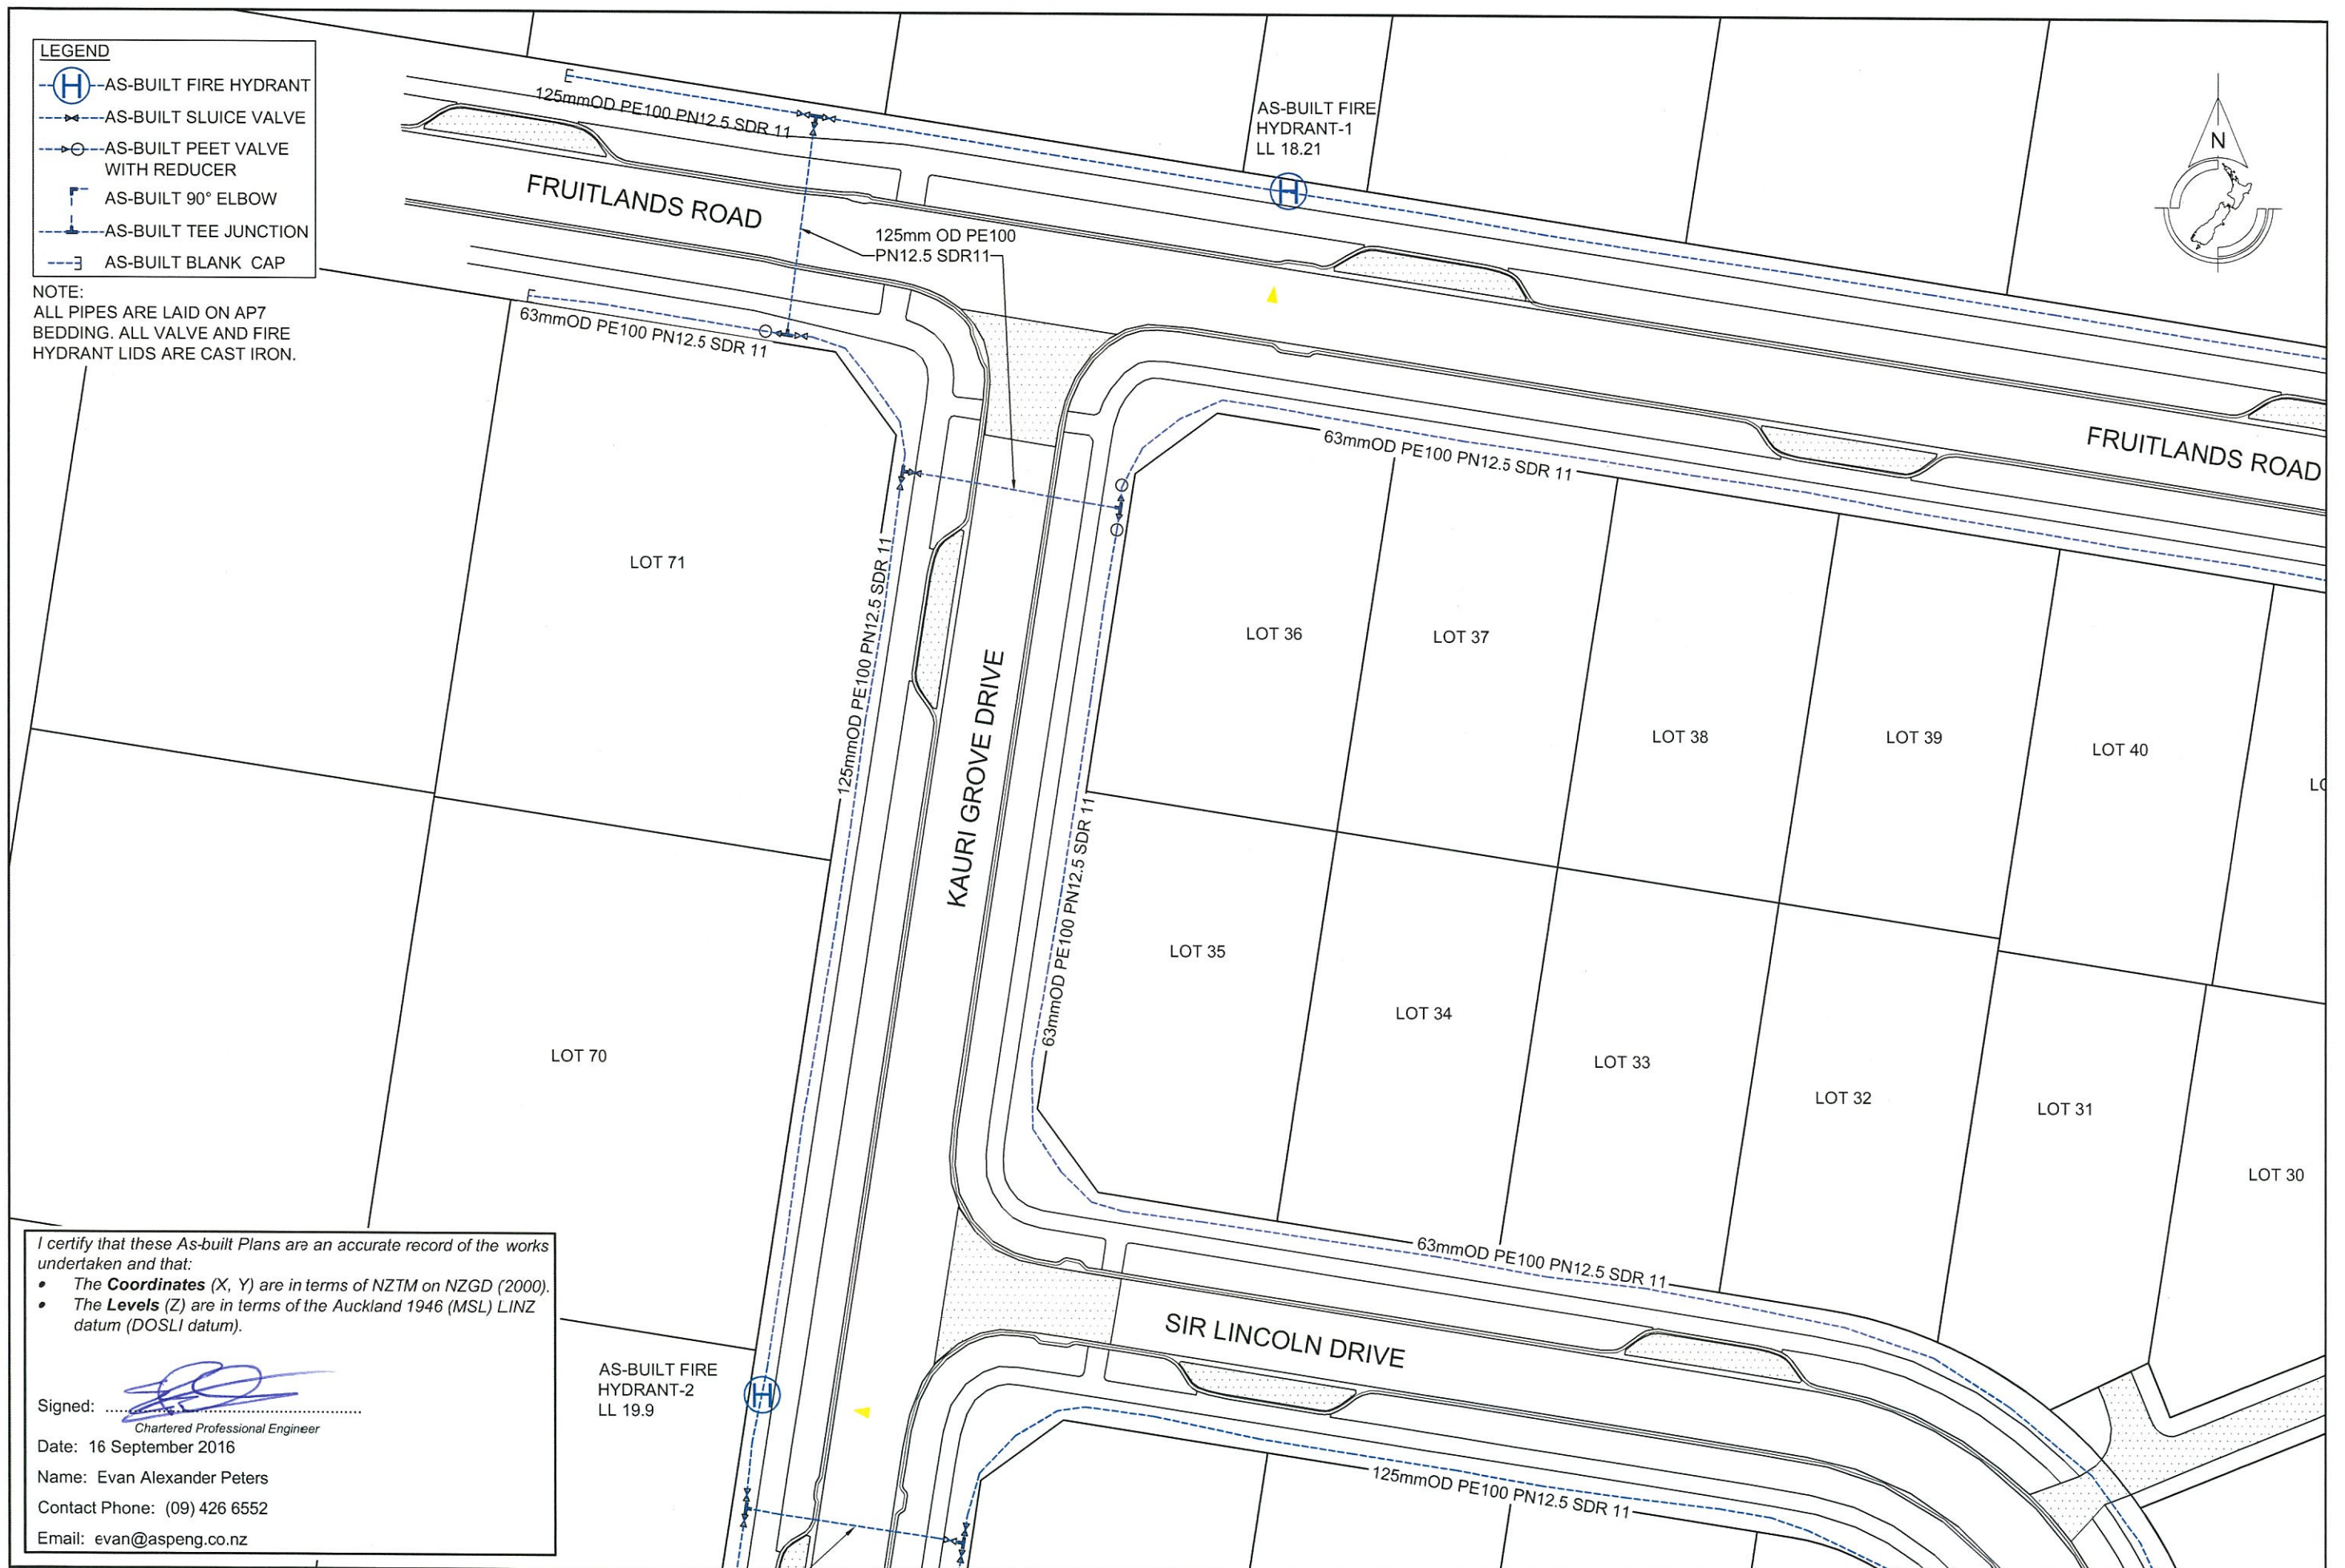 LEGEND
H AS-BUILT FIRE HYDRANT
AS-BUILT SLUICE VALVE
AS-BUILT PEET VALVE
WITH REDUCER
AS-BUILT 90° ELBOW
AS-BUILT TEE JUNCTION
AS-BUILT BLANK CAP
NOTE:
ALL PIPES ARE LAID ON AP7
BEDDING. ALL VALVE AND FIRE
HYDRANT LIDS ARE CAST IRON.
125mmOD PE100 PN12.5 SDR 11
AS-BUILT FIRE
HYDRANT-1
LL 18.21
H
N
FRUITLANDS ROAD
125mm OD PE100
PN12.5 SDR11
63mmOD PE100 PN12.5 SDR 11
63mmOD PE100 PN12.5 SDR 11
FRUITLANDS ROAD
LOT 71
125mmOD PE100 PN12.5 SDR 11
KAURI GROVE DRIVE
LOT 36
LOT 37
LOT 38
LOT 39
LOT 40
63mmOD PE100 PN12.5 SDR 11
LOT 35
LOT 34
LOT 33
LOT 32
LOT 31
LOT 30
LOT 70
63mmOD PE100 PN12.5 SDR 11
SIR LINCOLN DRIVE
125mmOD PE100 PN12.5 SDR 11
AS-BUILT FIRE
HYDRANT-2
LL 19.9
H
I certify that these As-built Plans are an accurate record of the works
undertaken and that:
• The Coordinates (X, Y) are in terms of NZTM on NZGD (2000).
• The Levels (Z) are in terms of the Auckland 1946 (MSL) LINZ
datum (DOSLI datum).
Signed:
Chartered Professional Engineer
Date: 16 September 2016
Name: Evan Alexander Peters
Contact Phone: (09) 426 6552
Email: evan@aspeng.co.nz